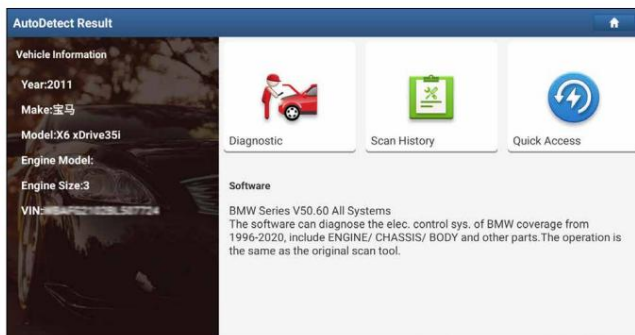 AutoDetect Result
Vehicle Information
Year:2011
Make:宝马
Model:X6 xDrive35i
Engine Model:
Engine Size:3
VIN:
Diagnostic
Scan History
Quick Access
Software
BMW Series V50.60 All Systems
The software can diagnose the elec. control sys. of BMW coverage from
1996-2020, include ENGINE/ CHASSIS/ BODY and other parts.The operation is
the same as the original scan tool.